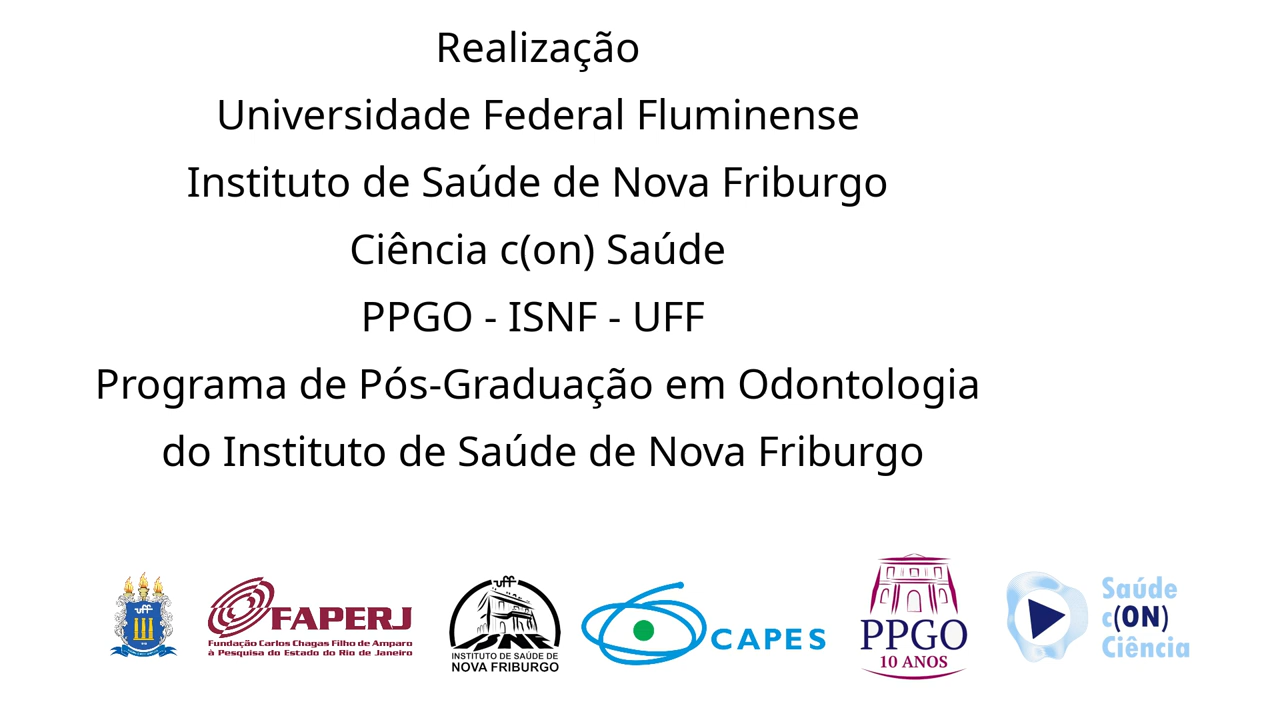 Realização
Universidade Federal Fluminense
Instituto de Saúde de Nova Friburgo
Ciência c(on) Saúde
PPGO - ISNF - UFF
Programa de Pós-Graduação em Odontologia
do Instituto de Saúde de Nova Friburgo
uff
FAPERJ
Fundação Carlos Chagas Filho de Amparo
à Pesquisa do Estado do Rio de Janeiro
uff
ISNF
INSTITUTO DE SAÚDE DE
NOVA FRIBURGO
CAPES
PPGO
10 ANOS
Saúde
c(ON)
Ciência